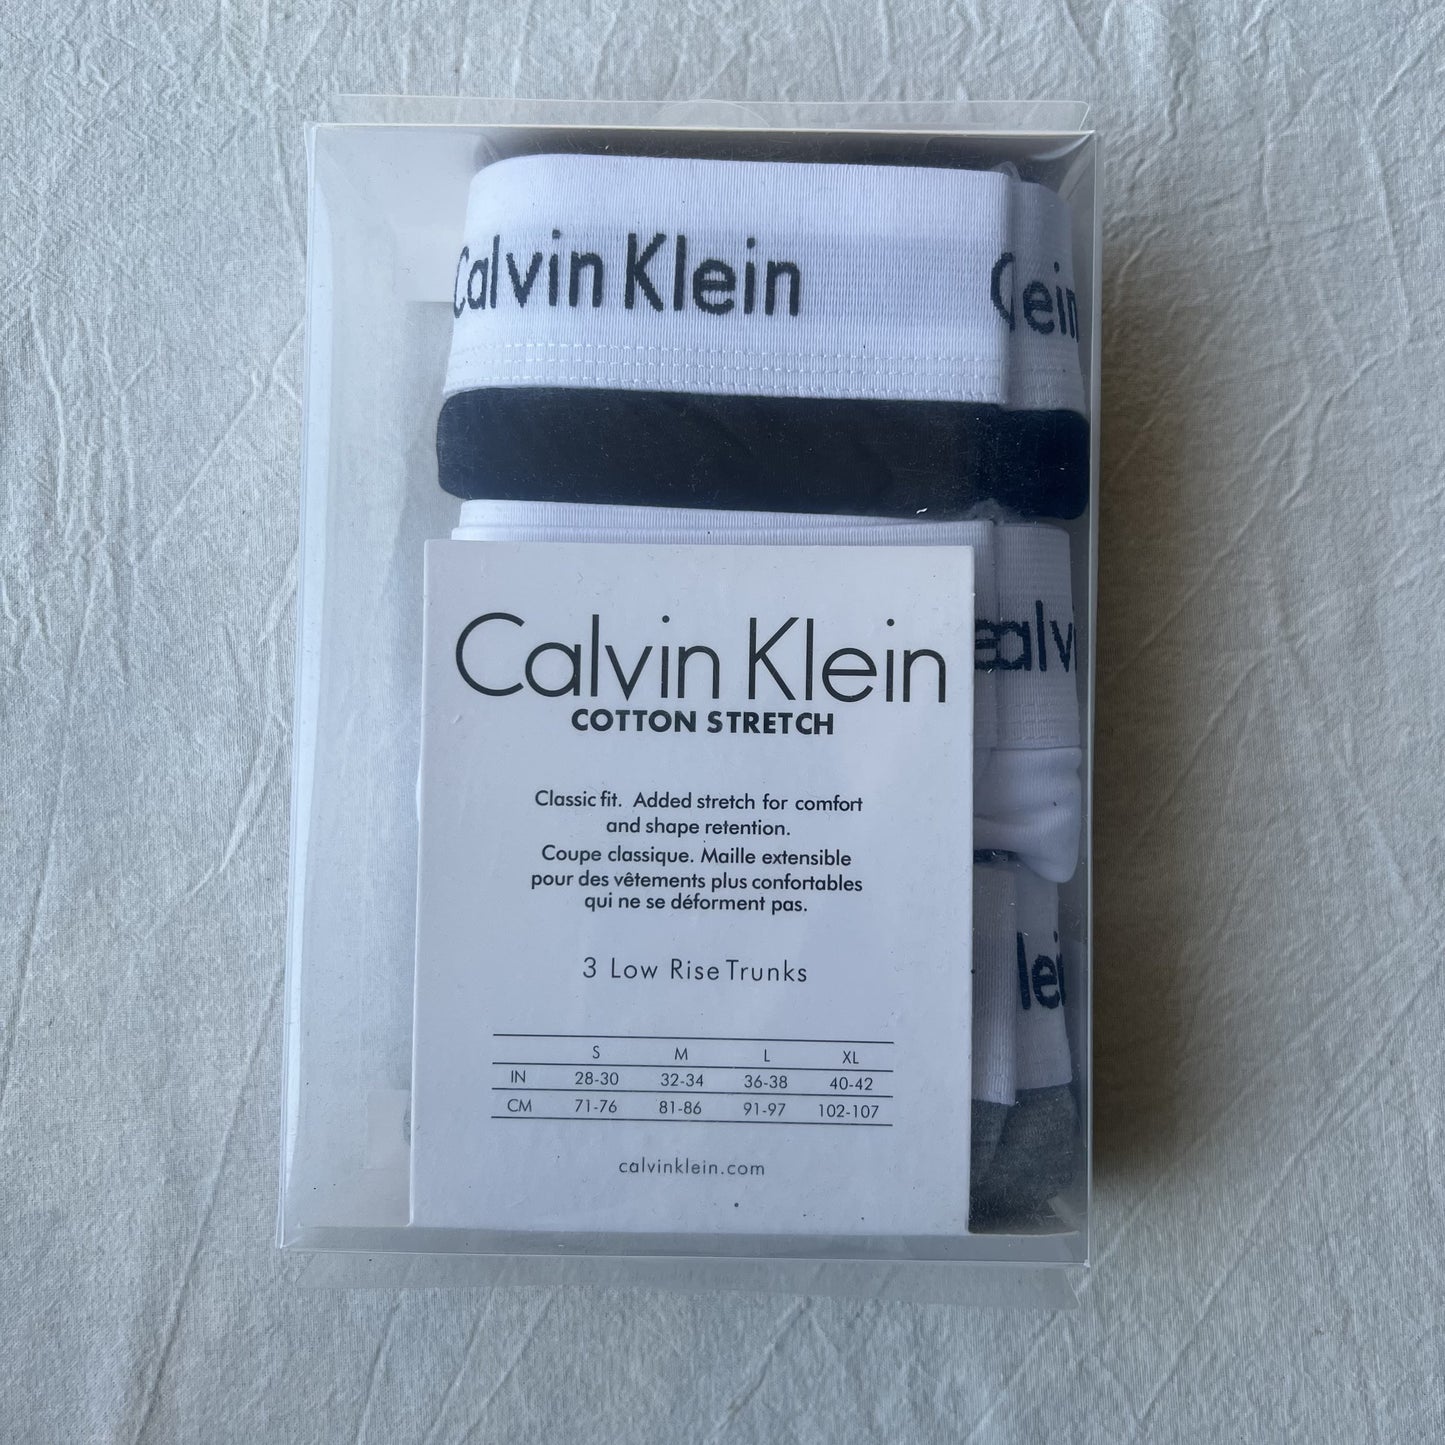 Calvin Klein
Klein
Calvin Klein
COTTON STRETCH
Classic fit. Added stretch for comfort
and shape retention.
Coupe classique. Maille extensible
pour des vêtements plus confortables
qui ne se déforment pas.
3 Low Rise Trunks
S M L XL
IN 28-30 32-34 36-38 40-42
CM 71-76 81-86 91-97 102-107
calvinklein.com